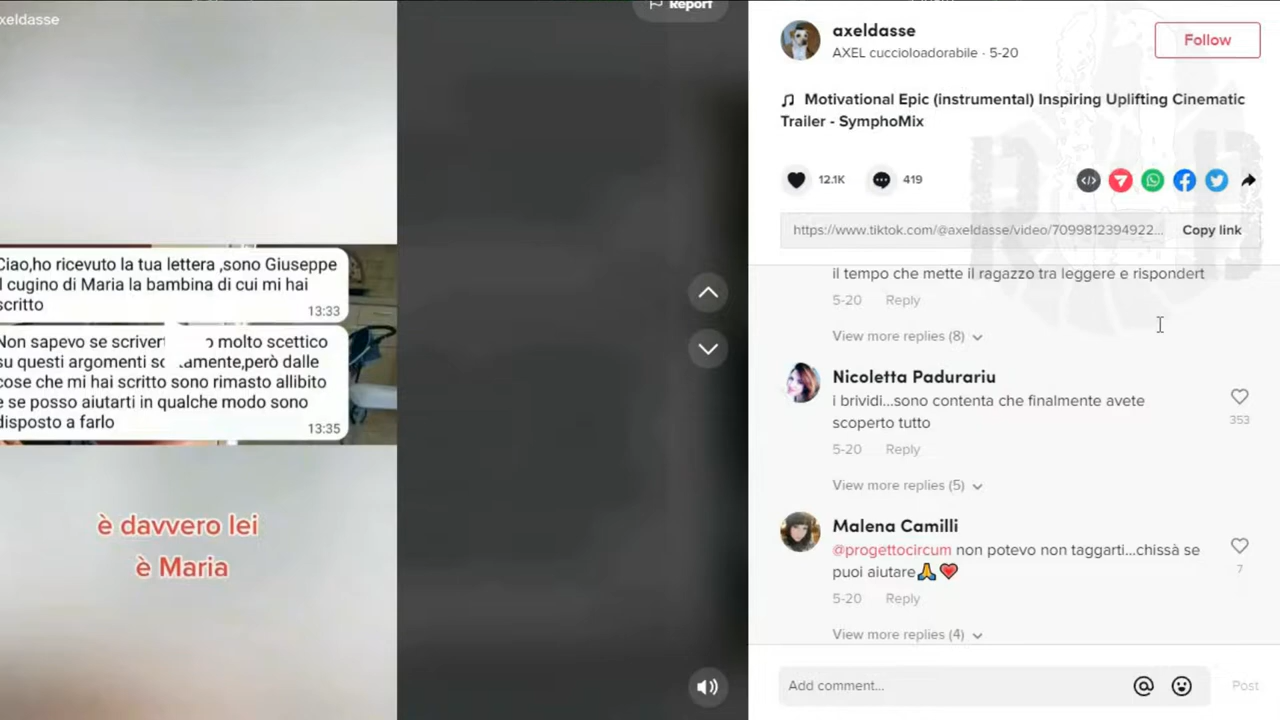 axeldasse
Report
Ciao,ho ricevuto la tua lettera ,sono Giuseppe
l cugino di Maria la bambina di cui mi hai
scritto
13:33
Non sapevo se scrivert o molto scettico
su questi argomenti sc tamente,però dalle
cose che mi hai scritto sono rimasto allibito
e se posso aiutarti in qualche modo sono
disposto a farlo
13:35
è davvero lei
è Maria
axeldasse
AXEL cuccioloadorabile · 5-20
Follow
Motivational Epic (instrumental) Inspiring Uplifting Cinematic
Trailer - SymphoMix
12.1K 419
https://www.tiktok.com/@axeldasse/video/7099812394922... Copy link
il tempo che mette il ragazzo tra leggere e rispondert
5-20 Reply
View more replies (8)
Nicoletta Padurariu
i brividi...sono contenta che finalmente avete
scoperto tutto
353
5-20 Reply
View more replies (5)
Malena Camilli
@progettocircum non potevo non taggarti...chissà se
puoi aiutare🙏❤️
7
5-20 Reply
View more replies (4)
Add comment...
Post